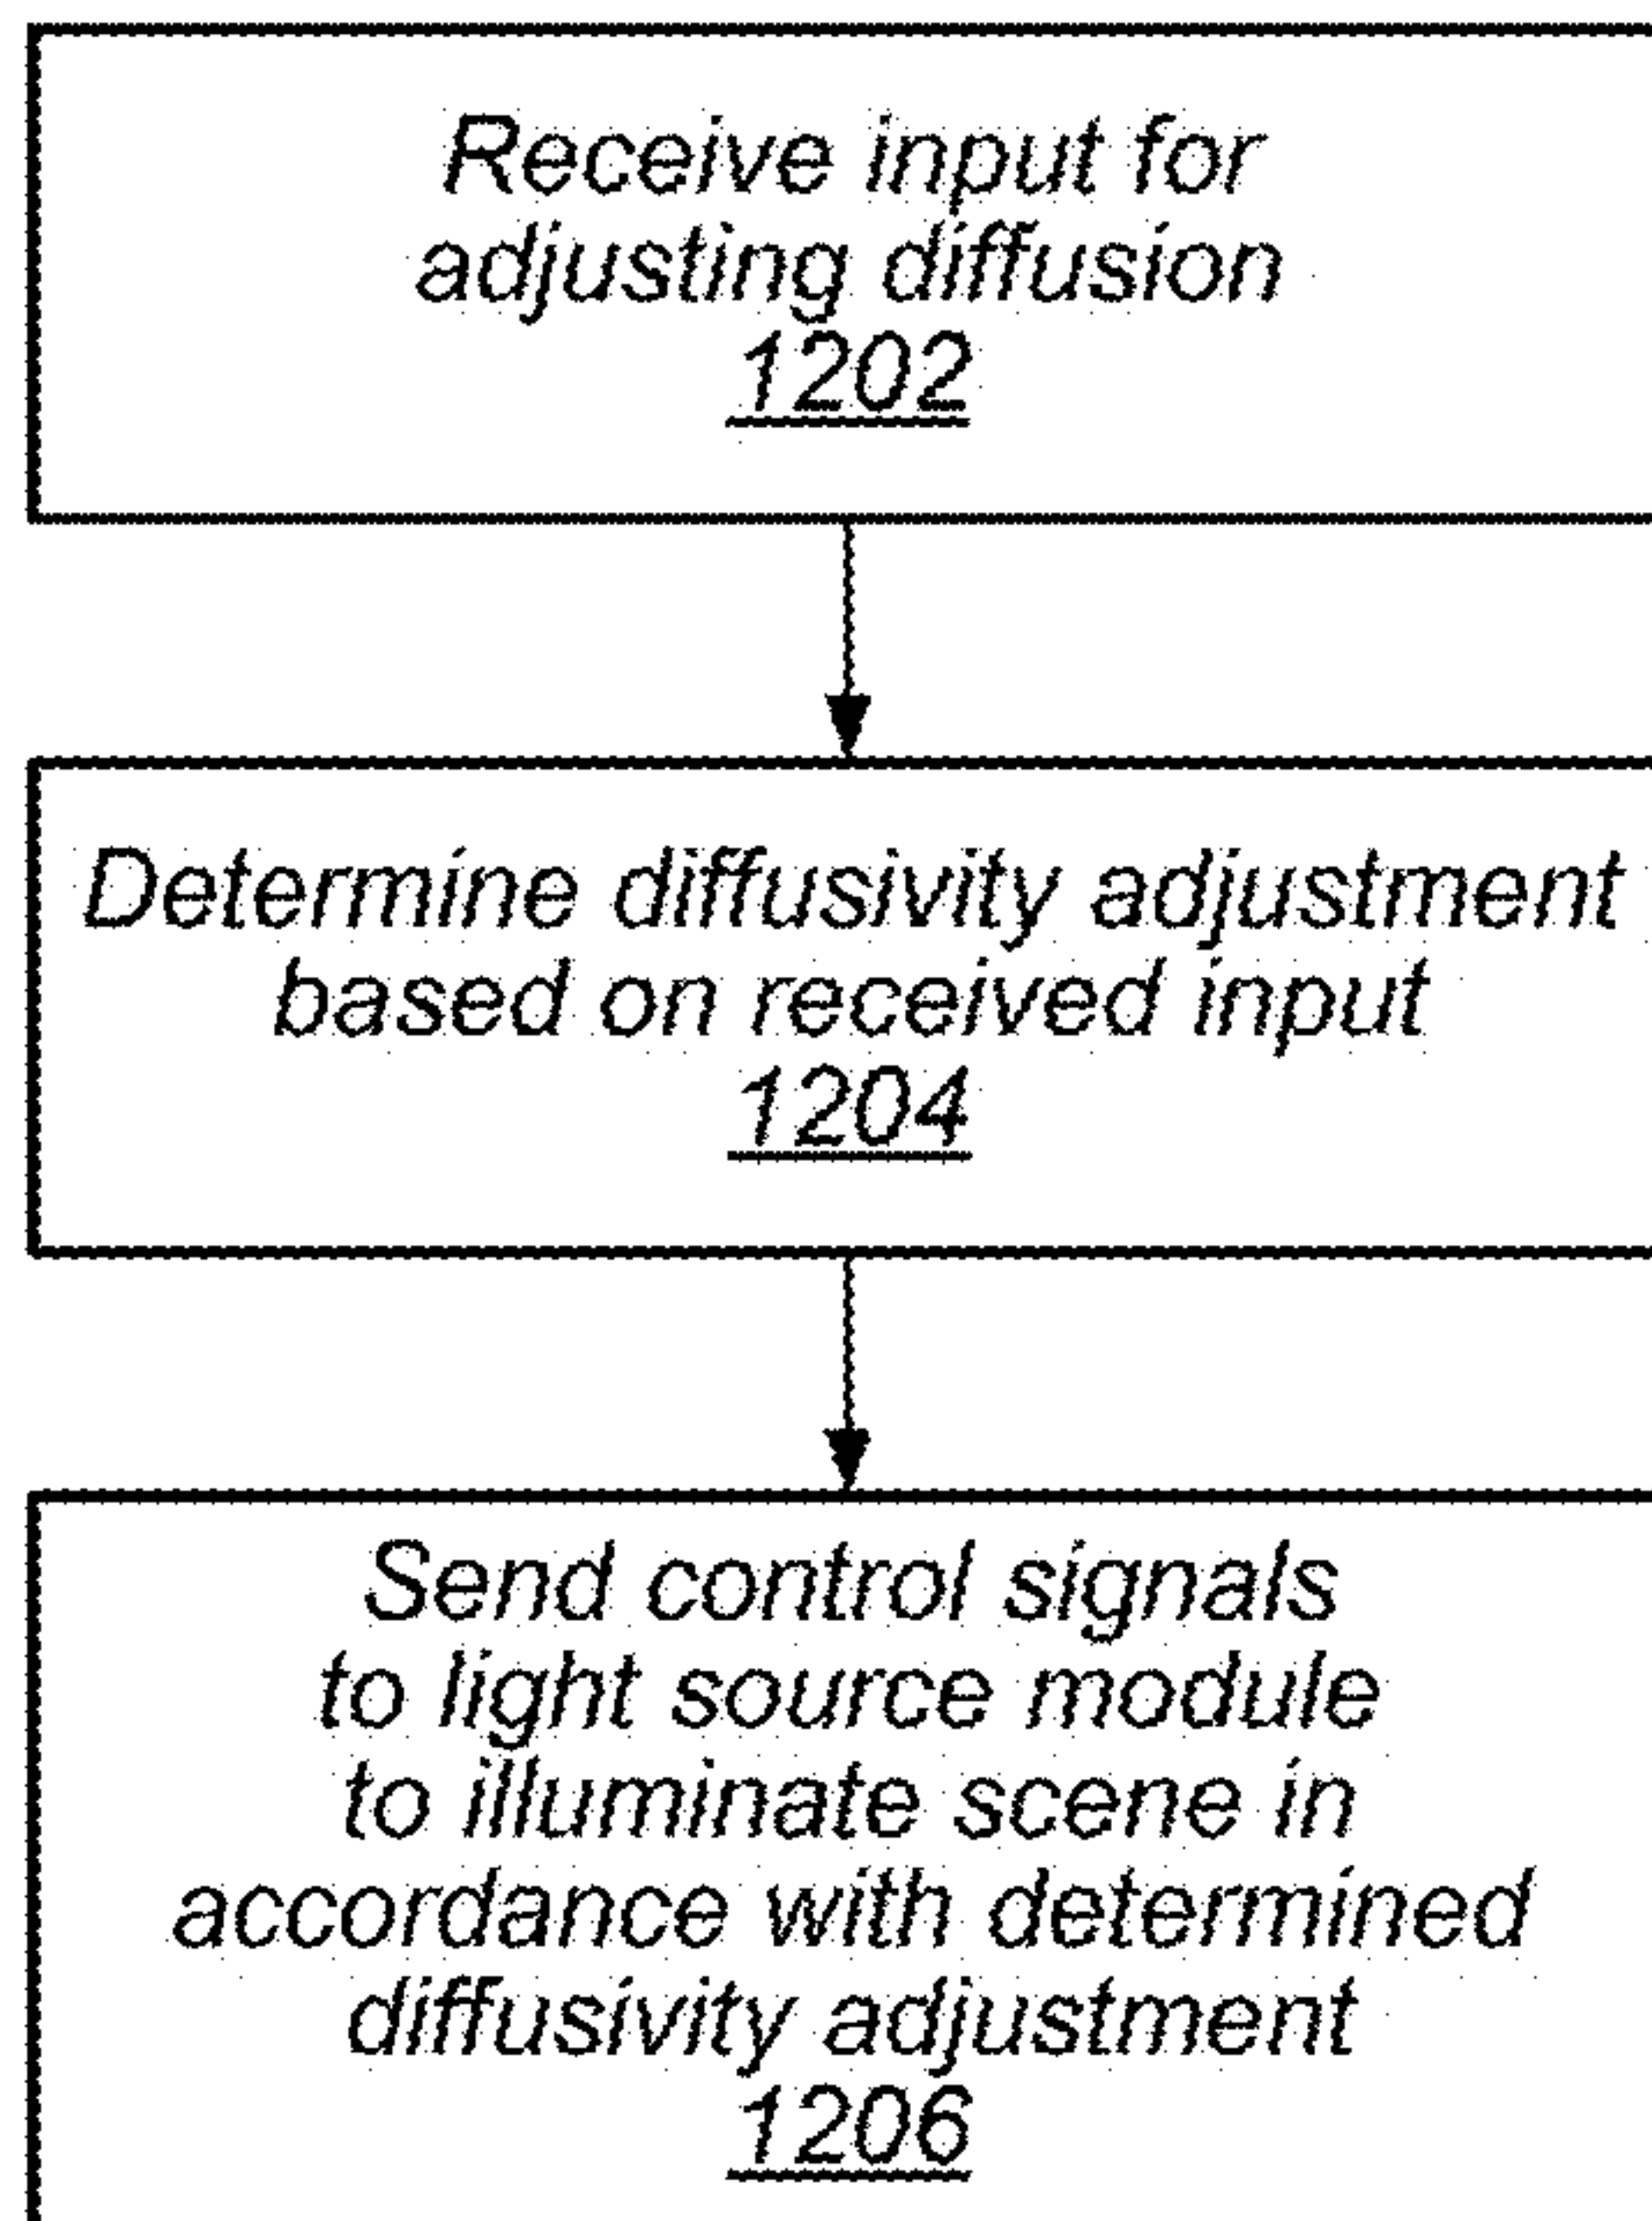 Receive input for
adjusting diffusion
1202
Determine diffusivity adjustment
based on received input
1204
Send control signals
to light source module
to illuminate scene in
accordance with determined
diffusivity adjustment
1206